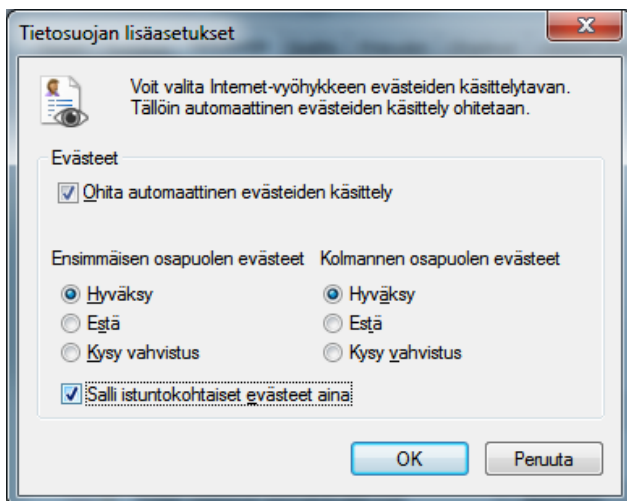 Tietosuojan lisäasetukset
Voit valita Internet-vyöhykkeen evästeiden käsittelytavan.
Tällöin automaattinen evästeiden käsittely ohitetaan.
Evästeet
Ohita automaattinen evästeiden käsittely
Ensimmäisen osapuolen evästeet Kolmannen osapuolen evästeet
Hyväksy Hyväksy
Estä Estä
Kysy vahvistus Kysy vahvistus
Salli istuntokohtaiset evästeet aina
OK Peruuta